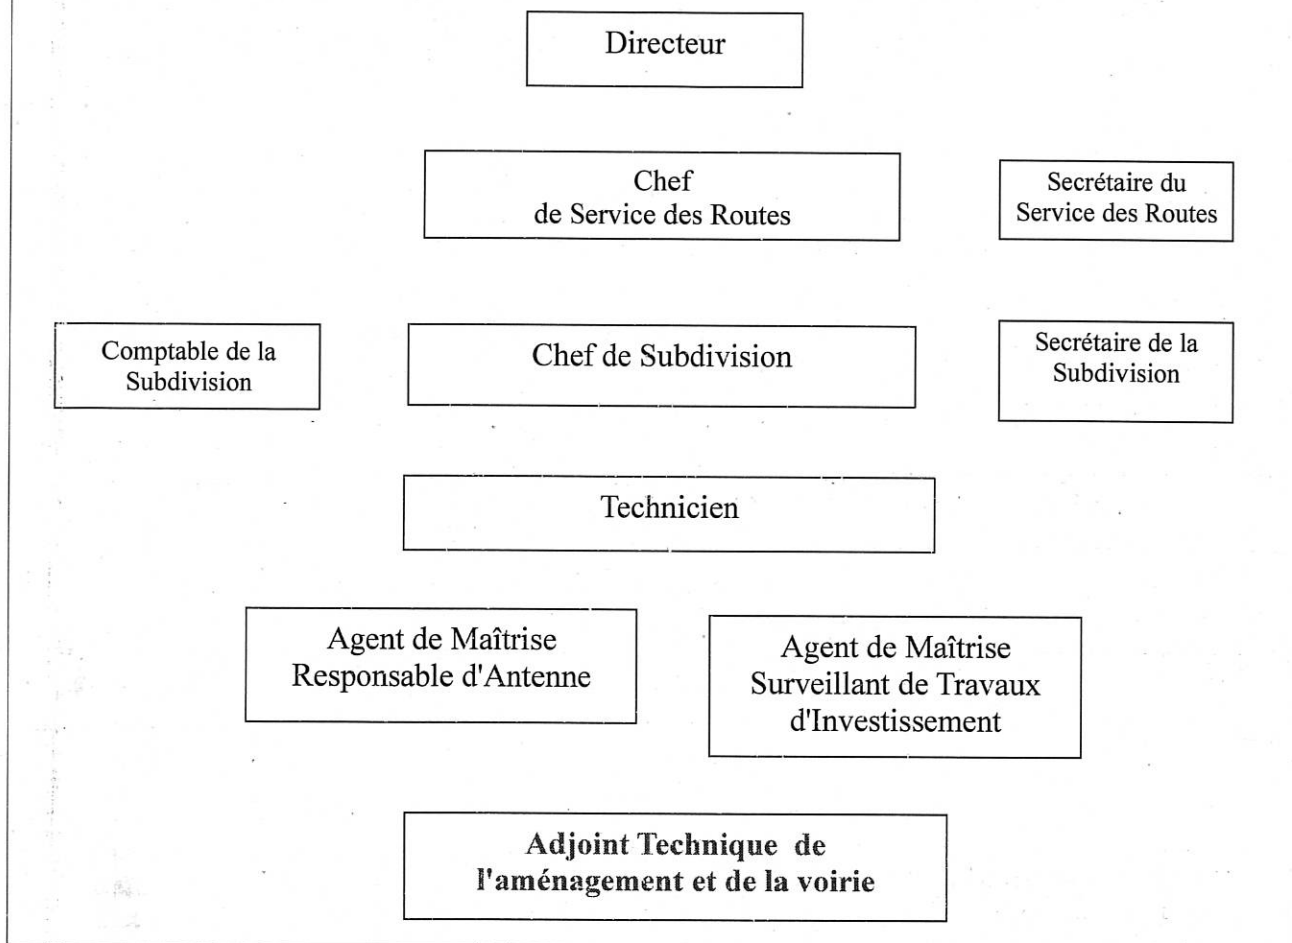 Directeur
Chef
de Service des Routes
Secrétaire du
Service des Routes
Comptable de la
Subdivision
Chef de Subdivision
Secrétaire de la
Subdivision
Technicien
Agent de Maîtrise
Responsable d'Antenne
Agent de Maîtrise
Surveillant de Travaux
d'Investissement
Adjoint Technique de
l'aménagement et de la voirie